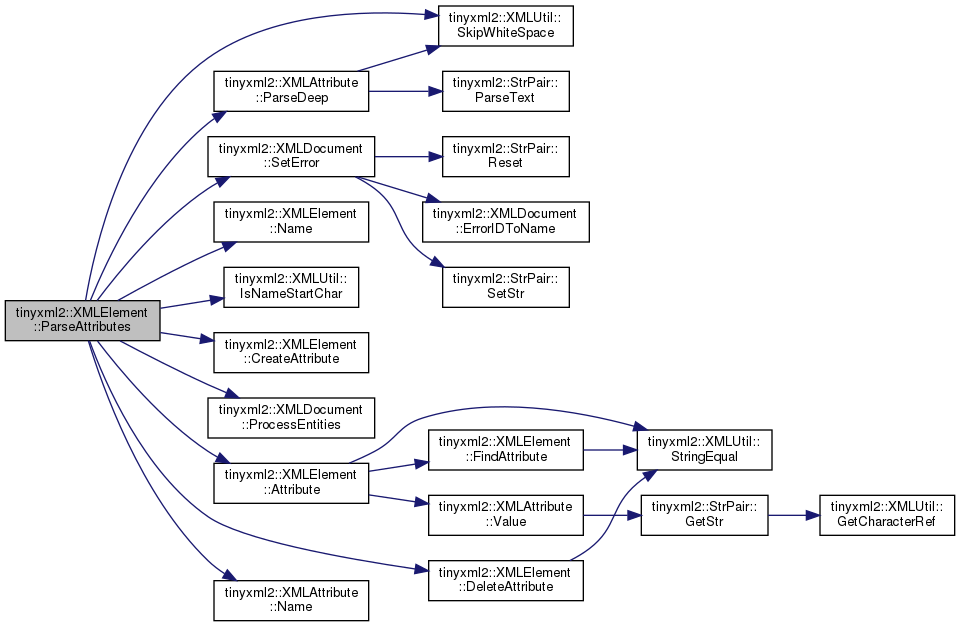 tinyxml2::XMLUtil::
SkipWhiteSpace
tinyxml2::XMLAttribute
::ParseDeep
tinyxml2::StrPair::
ParseText
tinyxml2::XMLDocument
::SetError
tinyxml2::StrPair::
Reset
tinyxml2::XMLElement
::Name
tinyxml2::XMLDocument
::ErrorIDToName
tinyxml2::XMLUtil::
IsNameStartChar
tinyxml2::StrPair::
SetStr
tinyxml2::XMLElement
::ParseAttributes
tinyxml2::XMLElement
::CreateAttribute
tinyxml2::XMLDocument
::ProcessEntities
tinyxml2::XMLElement
::FindAttribute
tinyxml2::XMLUtil::
StringEqual
tinyxml2::XMLElement
::Attribute
tinyxml2::XMLAttribute
::Value
tinyxml2::StrPair::
GetStr
tinyxml2::XMLUtil::
GetCharacterRef
tinyxml2::XMLElement
::DeleteAttribute
tinyxml2::XMLAttribute
::Name